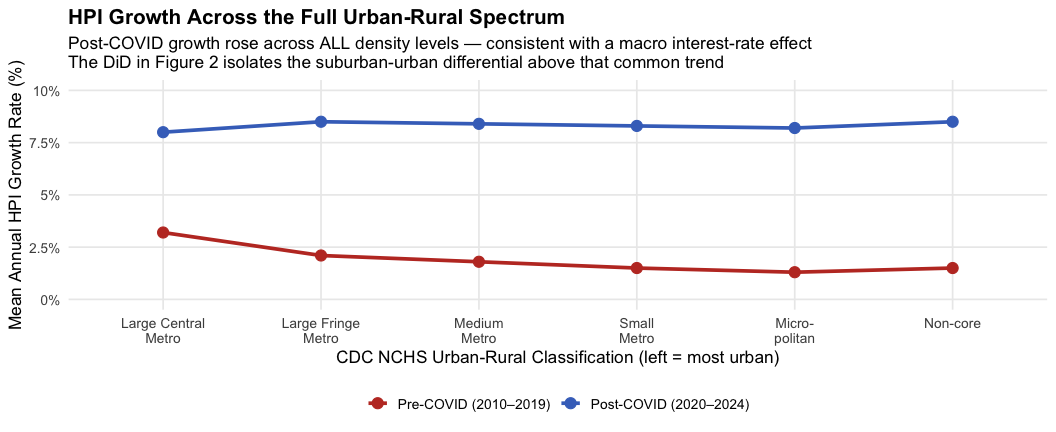 HPI Growth Across the Full Urban-Rural Spectrum
Post-COVID growth rose across ALL density levels — consistent with a macro interest-rate effect
The DiD in Figure 2 isolates the suburban-urban differential above that common trend
Mean Annual HPI Growth Rate (%)
10%
7.5%
5%
2.5%
0%
Large Central
Metro
Large Fringe
Metro
Medium
Metro
Small
Metro
Micro-
politan
Non-core
CDC NCHS Urban-Rural Classification (left = most urban)
Pre-COVID (2010–2019)
Post-COVID (2020–2024)